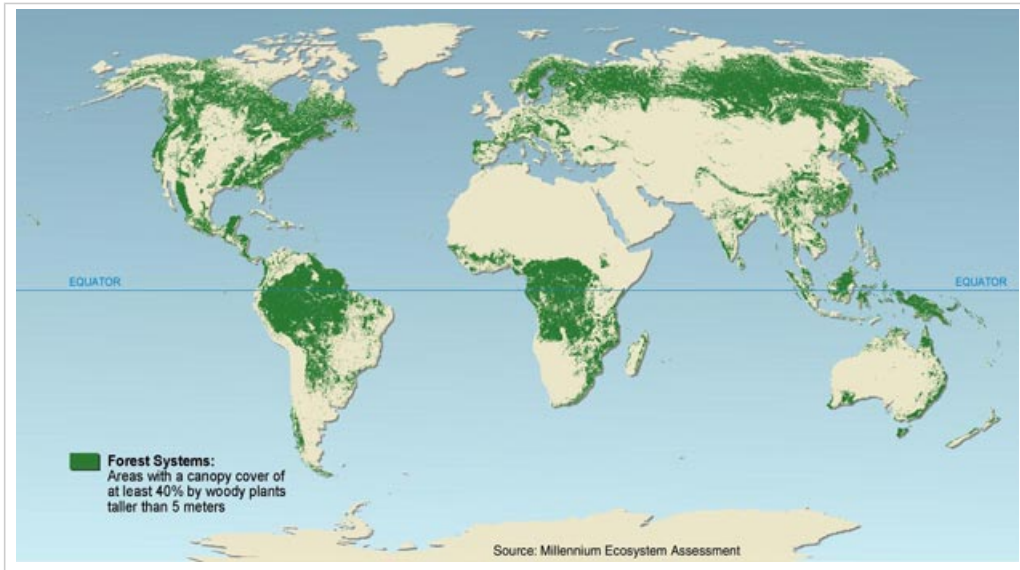 EQUATOR
EQUATOR
Forest Systems:
Areas with a canopy cover of
at least 40% by woody plants
taller than 5 meters
Source: Millennium Ecosystem Assessment